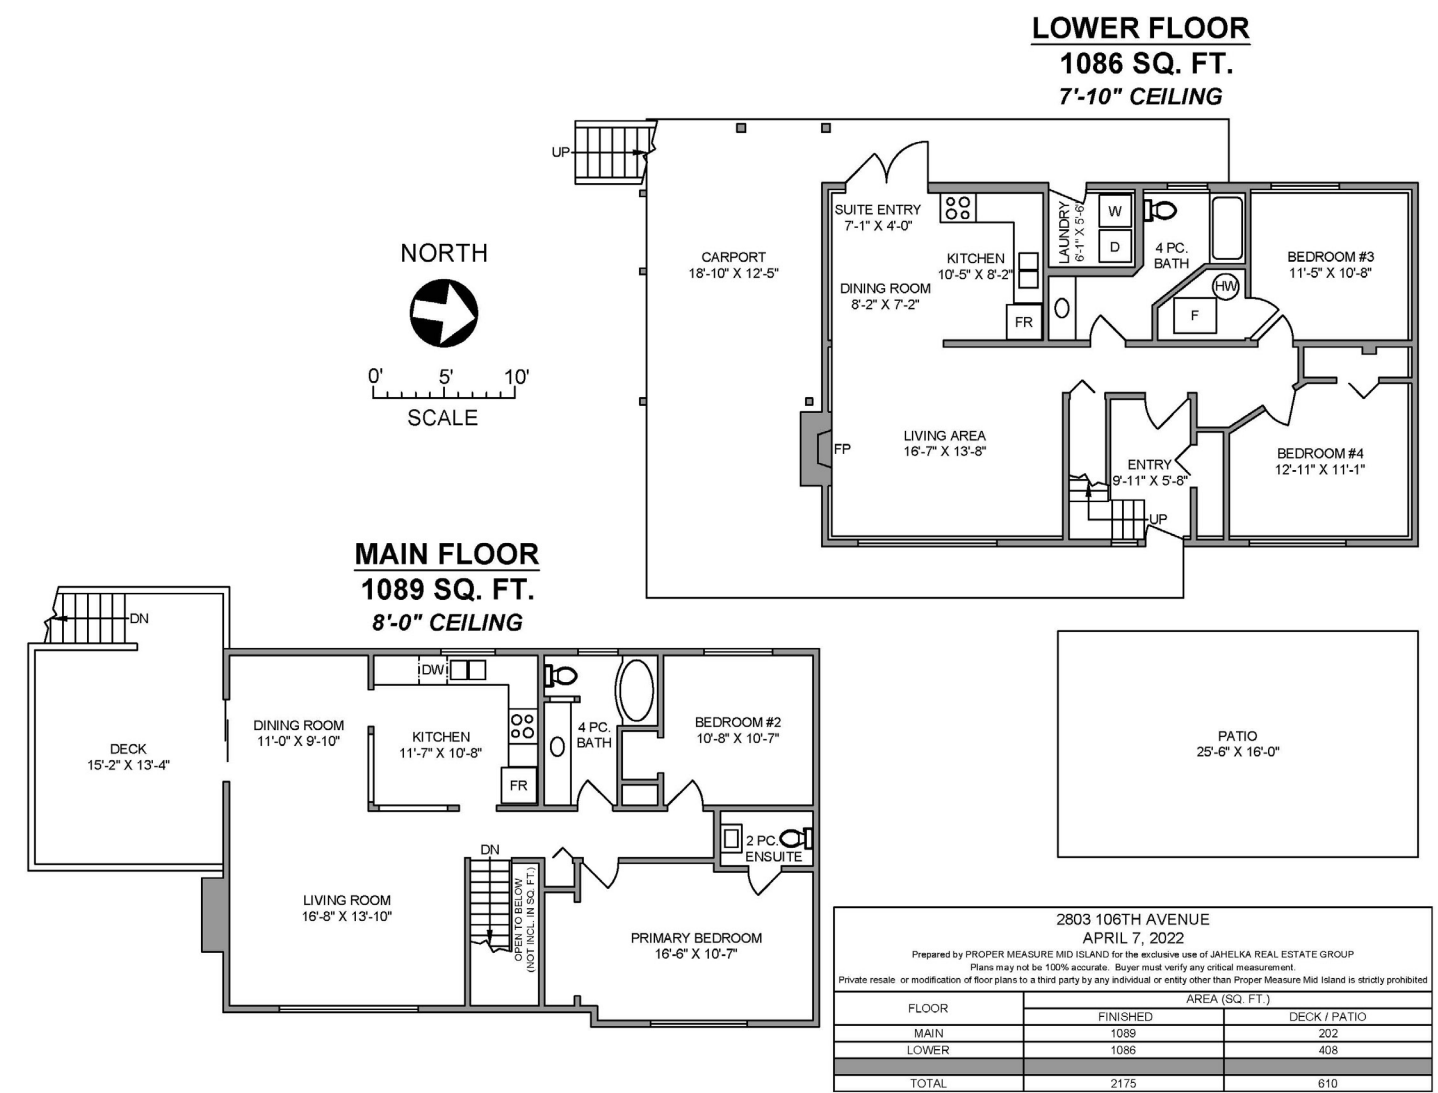 LOWER FLOOR
1086 SQ. FT.
7'-10" CEILING
UP
SUITE ENTRY
7'-1" X 4'-0"
LAUNDRY
6'-1" X 5'-6"
W
D
4 PC.
BATH
BEDROOM #3
11'-5" X 10'-8"
CARPORT
18'-10" X 12'-5"
KITCHEN
10'-5" X 8'-2"
DINING ROOM
8'-2" X 7'-2"
HW
F
FR
NORTH
0' 5' 10'
SCALE
LIVING AREA
16'-7" X 13'-8"
FP
ENTRY
9'-11" X 5'-8"
BEDROOM #4
12'-11" X 11'-1"
UP
MAIN FLOOR
1089 SQ. FT.
8'-0" CEILING
DN
DW
DINING ROOM
11'-0" X 9'-10"
KITCHEN
11'-7" X 10'-8"
4 PC.
BATH
BEDROOM #2
10'-8" X 10'-7"
DECK
15'-2" X 13'-4"
FR
PATIO
25'-6" X 16'-0"
DN
2 PC.
ENSUITE
LIVING ROOM
16'-8" X 13'-10"
OPEN TO BELOW
(NOT INCL. IN SQ. FT.)
PRIMARY BEDROOM
16'-6" X 10'-7"
2803 106TH AVENUE
APRIL 7, 2022
Prepared by PROPER MEASURE MID ISLAND for the exclusive use of JAHELKA REAL ESTATE GROUP
Plans may not be 100% accurate. Buyer must verify any critical measurement.
Private resale or modification of floor plans to a third party by any individual or entity other than Proper Measure Mid Island is strictly prohibited
FLOOR AREA (SQ. FT.)
FINISHED DECK / PATIO
MAIN 1089 202
LOWER 1086 408
TOTAL 2175 610